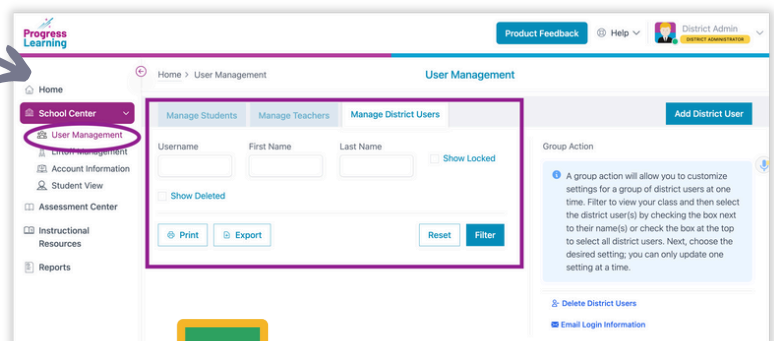 Progress
Learning
Product Feedback
Help
District Admin
DISTRICT ADMINISTRATOR
Home > User Management
User Management
Home
School Center
User Management
Liftoff Management
Account Information
Student View
Assessment Center
Instructional
Resources
Reports
Manage Students
Manage Teachers
Manage District Users
Add District User
Username
First Name
Last Name
Show Locked
Show Deleted
Print
Export
Reset
Filter
Group Action
A group action will allow you to customize
settings for a group of district users at one
time. Filter to view your class and then select
the district user(s) by checking the box next
to their name(s) or check the box at the top
to select all district users. Next, choose the
desired setting; you can only update one
setting at a time.
Delete District Users
Email Login Information